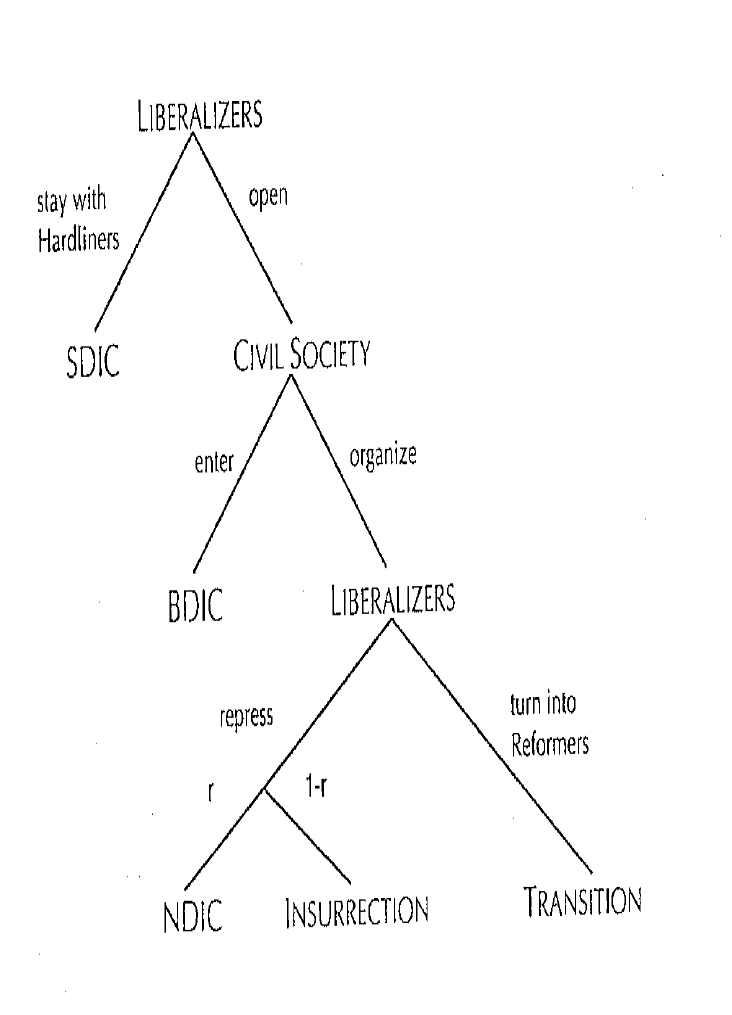 LIBERALIZERS
stay with
Hardliners
open
SDIC
CIVIL SOCIETY
enter
organize
BDIC
LIBERALIZERS
repress
turn into
Reformers
r
1-r
NDIC
INSURRECTION
TRANSITION